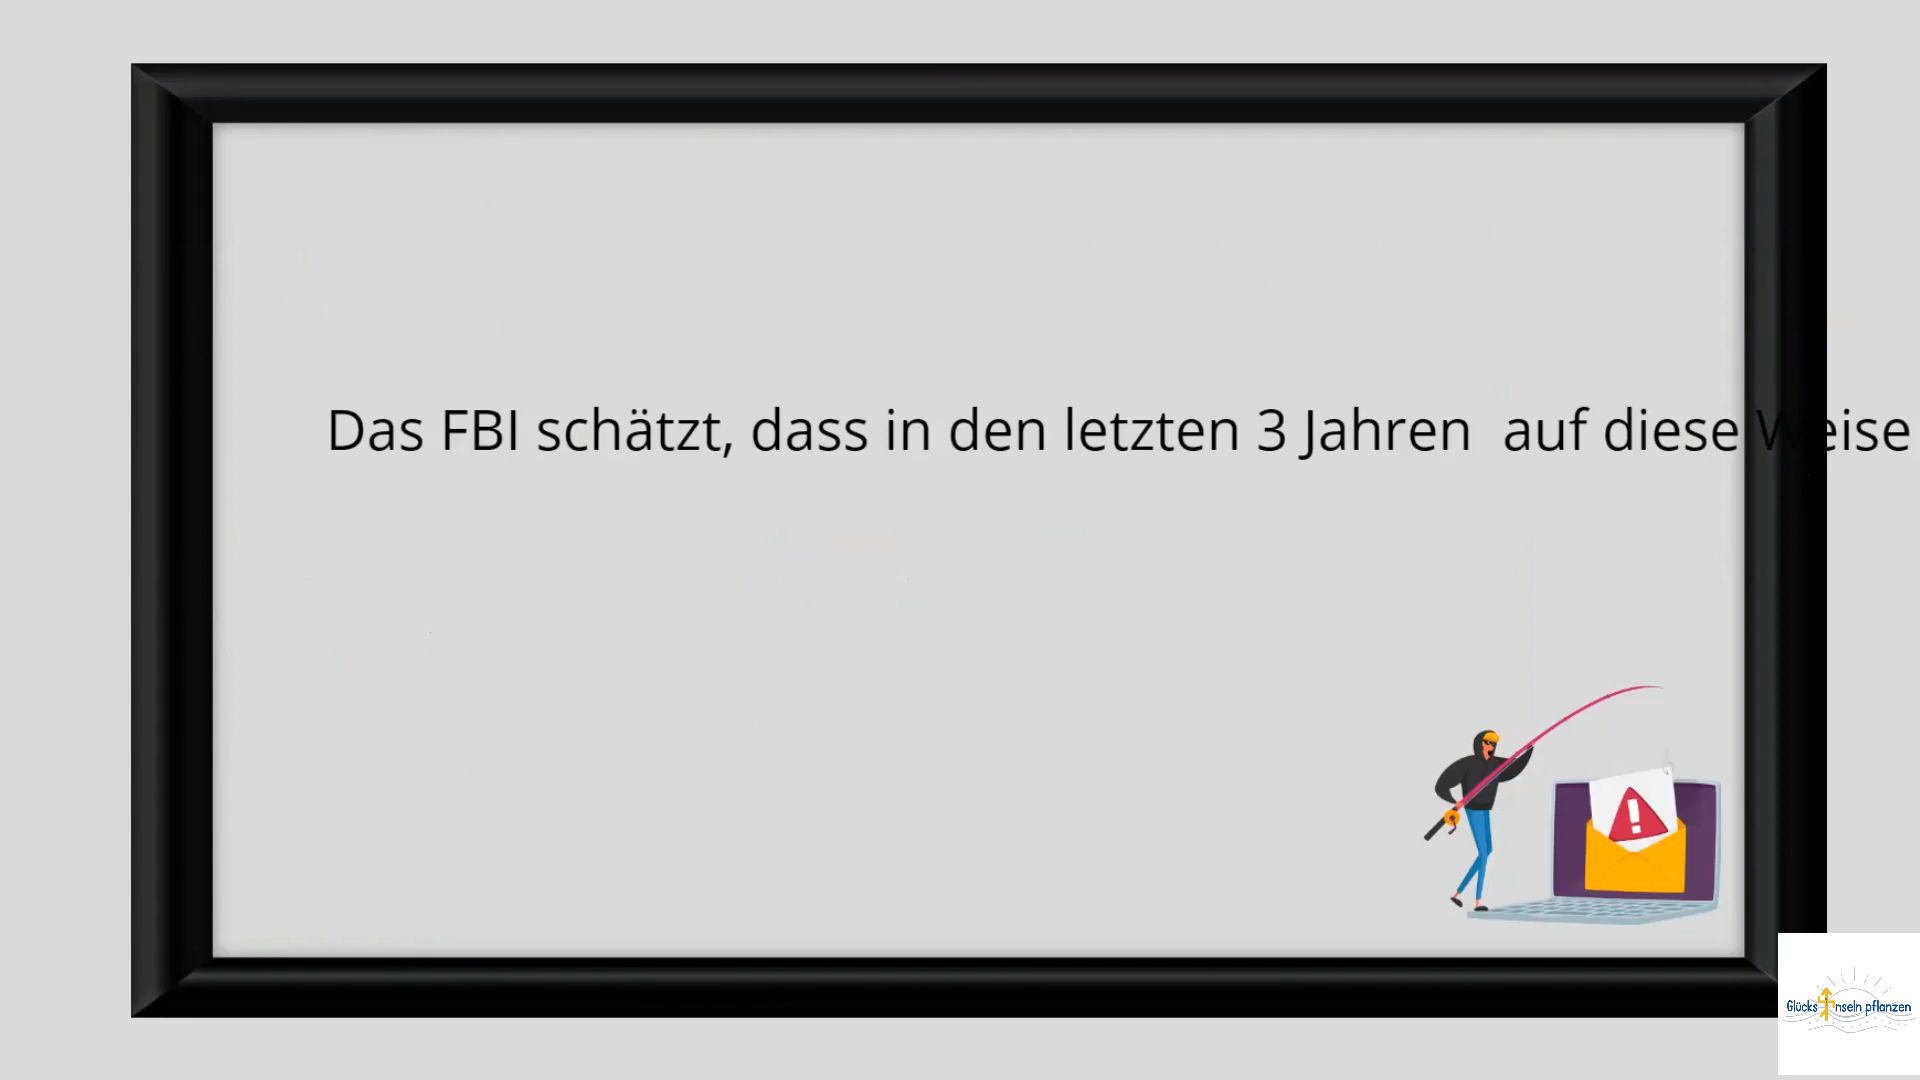 Das FBI schätzt, dass in den letzten 3 Jahren  auf diese Weise
Glücks nseln pflanzen